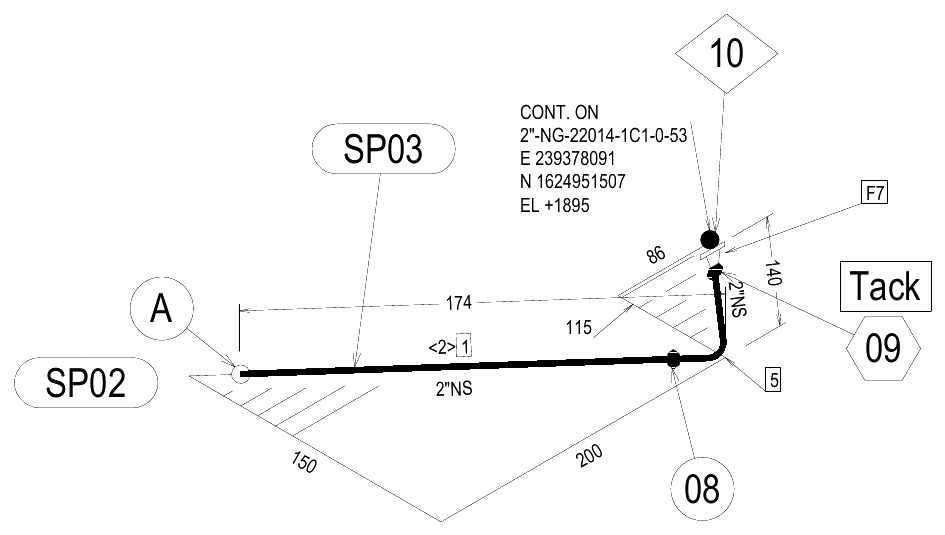 10
CONT. ON
2"-NG-22014-1C1-0-53
E 239378091
N 1624951507
EL +1895
SP03
F7
86
140
Tack
2"NS
A
174
115
09
<2> 1
SP02
2"NS
5
150
200
08